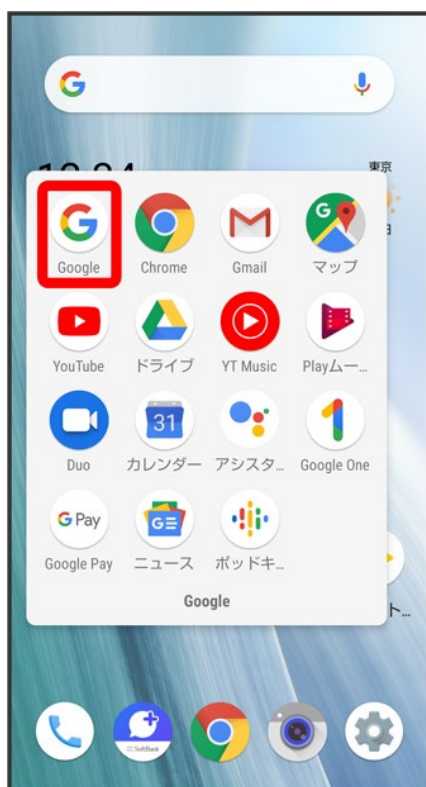 東京
Google Chrome Gmail マップ
YouTube ドライブ YT Music Playムー...
31
Duo カレンダー アシスタ... Google One
G Pay
Google Pay ニュース ポッドキ...
Google
ト...
SoftBank